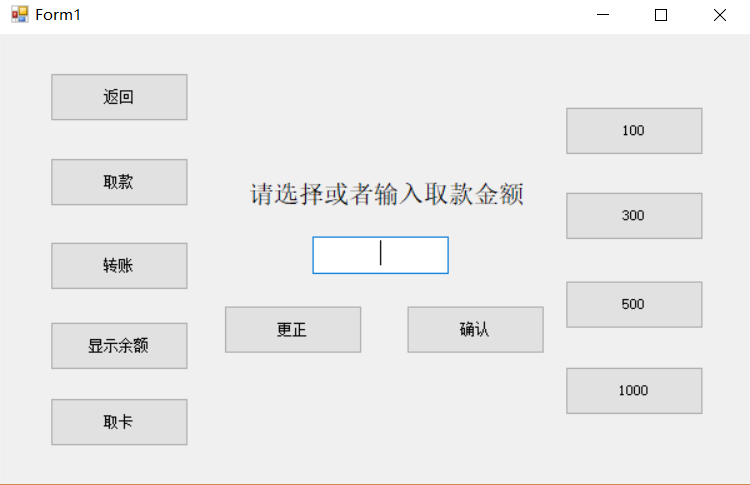 Form1
返回
取款
转账
显示余额
取卡
请选择或者输入取款金额
更正
确认
100
300
500
1000